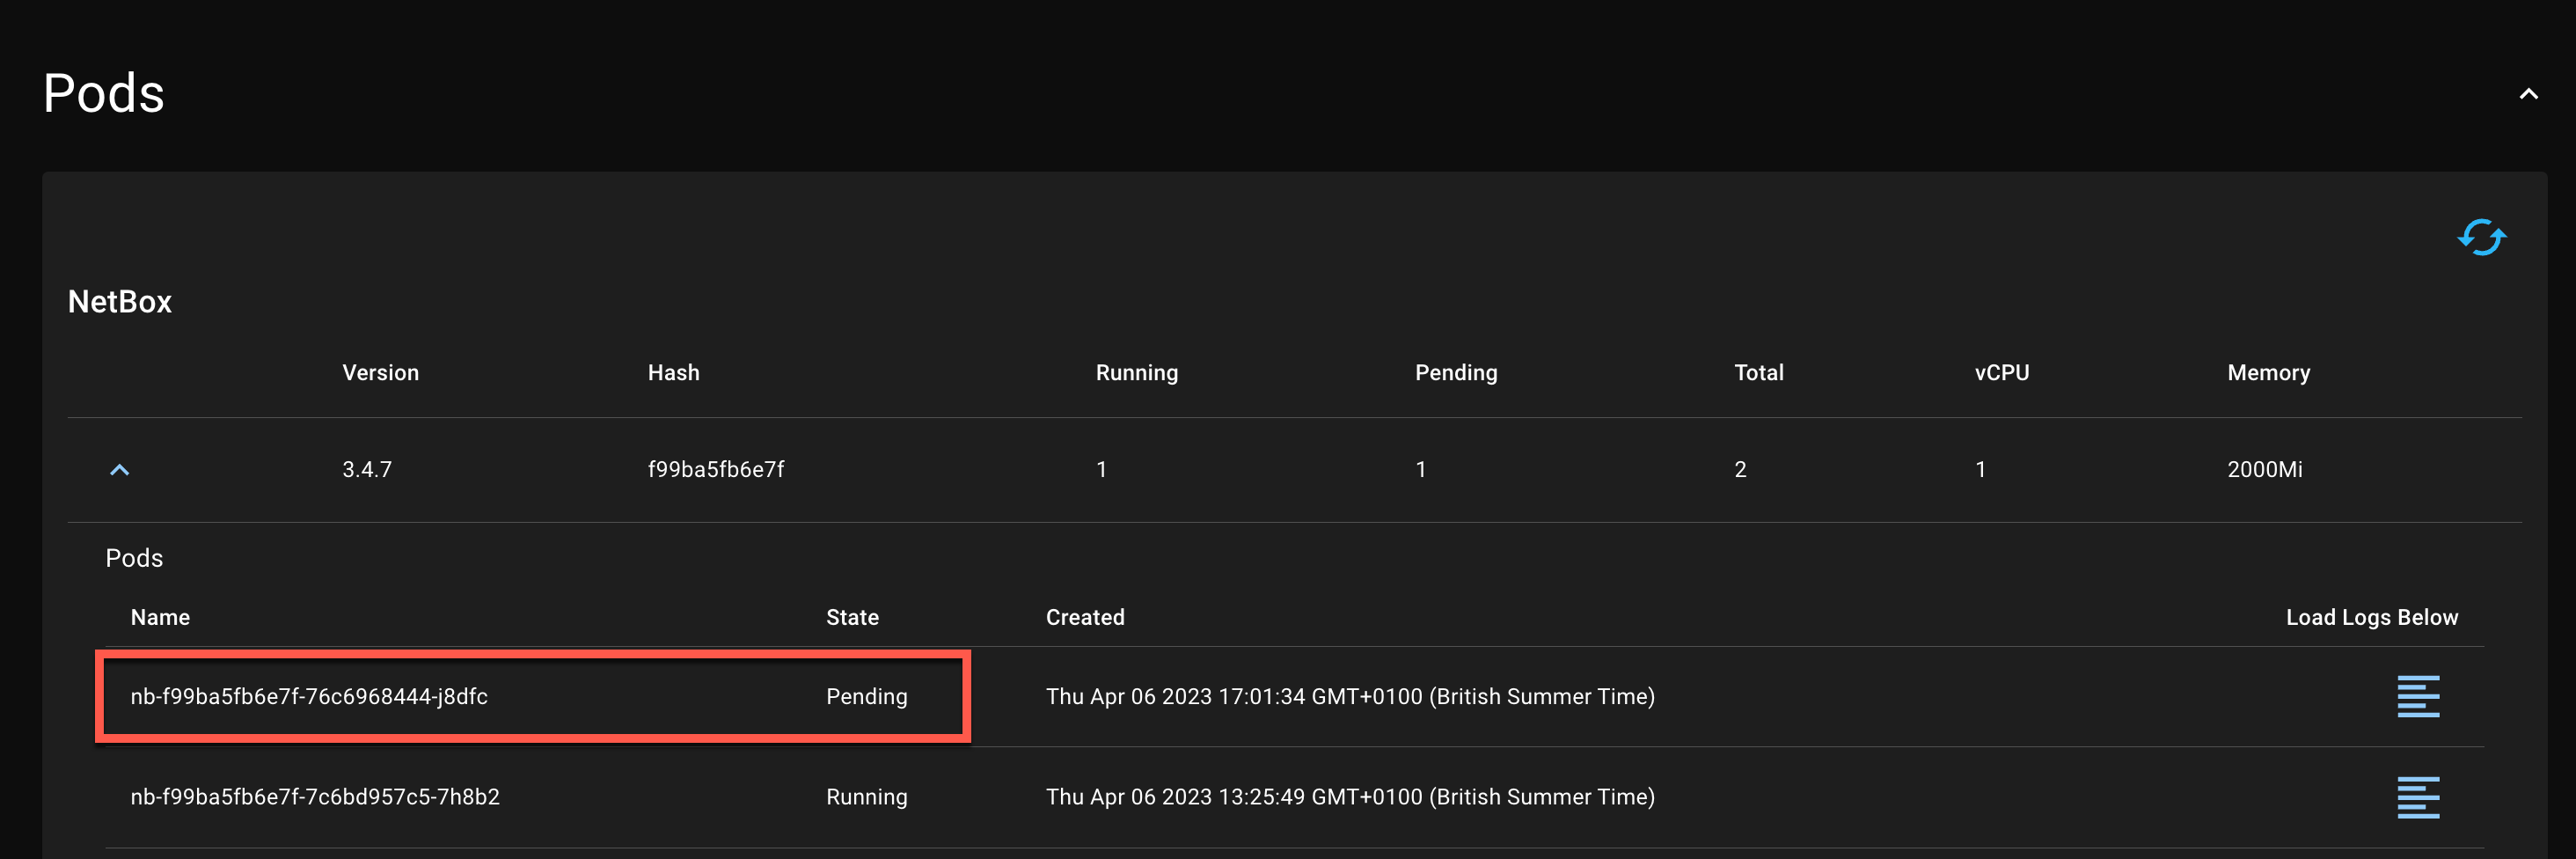 Pods
NetBox
Version Hash Running Pending Total vCPU Memory
3.4.7 f99ba5fb6e7f 1 1 2 1 2000Mi
Pods
Name State Created Load Logs Below
nb-f99ba5fb6e7f-76c6968444-j8dfc Pending Thu Apr 06 2023 17:01:34 GMT+0100 (British Summer Time)
nb-f99ba5fb6e7f-7c6bd957c5-7h8b2 Running Thu Apr 06 2023 13:25:49 GMT+0100 (British Summer Time)